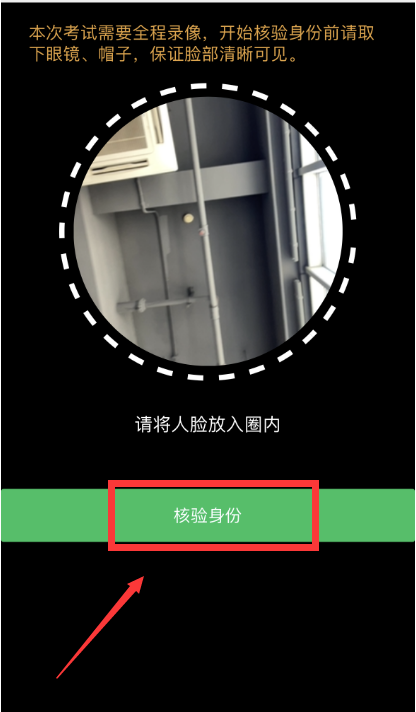 本次考试需要全程录像，开始核验身份前请取
下眼镜、帽子，保证脸部清晰可见。
请将人脸放入圈内
核验身份